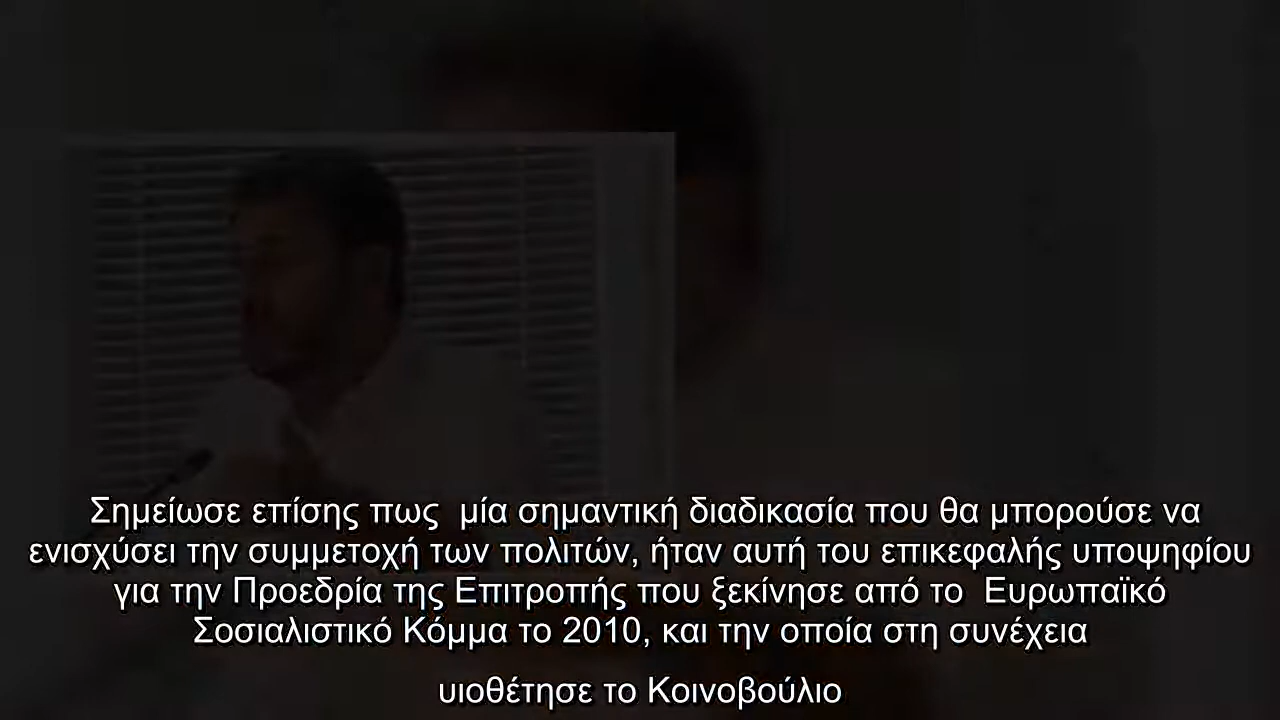 Σημείωσε επίσης πως  μία σημαντική διαδικασία που θα μπορούσε να
ενισχύσει την συμμετοχή των πολιτών, ήταν αυτή του επικεφαλής υποψηφίου
για την Προεδρία της Επιτροπής που ξεκίνησε από το  Ευρωπαϊκό
Σοσιαλιστικό Κόμμα το 2010, και την οποία στη συνέχεια
υιοθέτησε το Κοινοβούλιο